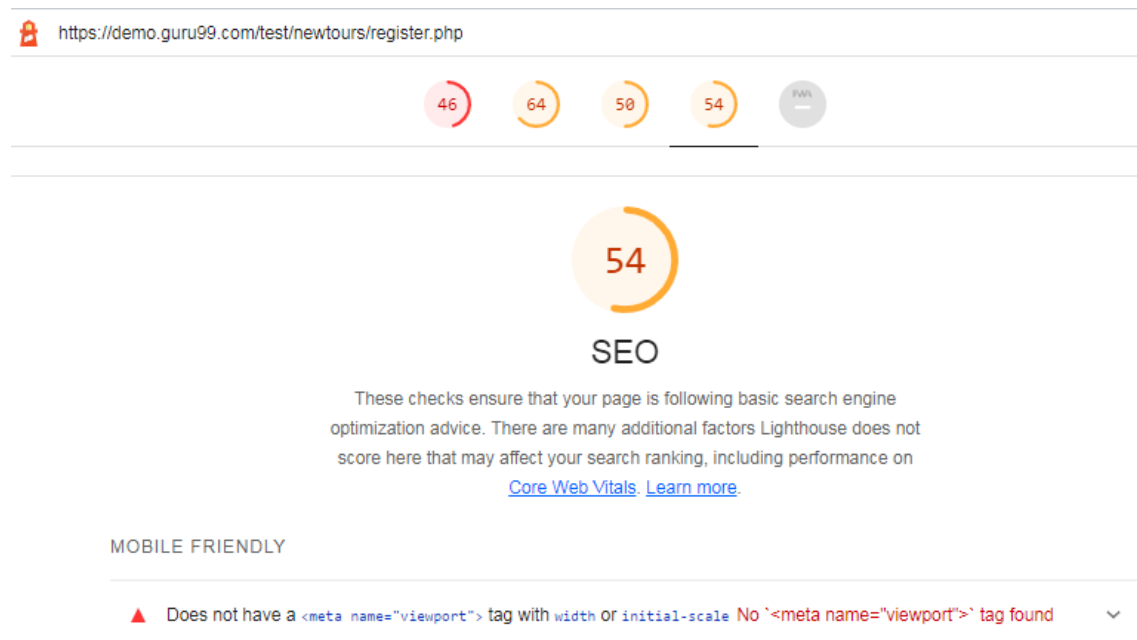 https://demo.guru99.com/test/newtours/register.php
46 64 50 54 PWA
54
SEO
These checks ensure that your page is following basic search engine
optimization advice. There are many additional factors Lighthouse does not
score here that may affect your search ranking, including performance on
Core Web Vitals. Learn more.
MOBILE FRIENDLY
Does not have a <meta name="viewport"> tag with width or initial-scale No `<meta name="viewport">` tag found